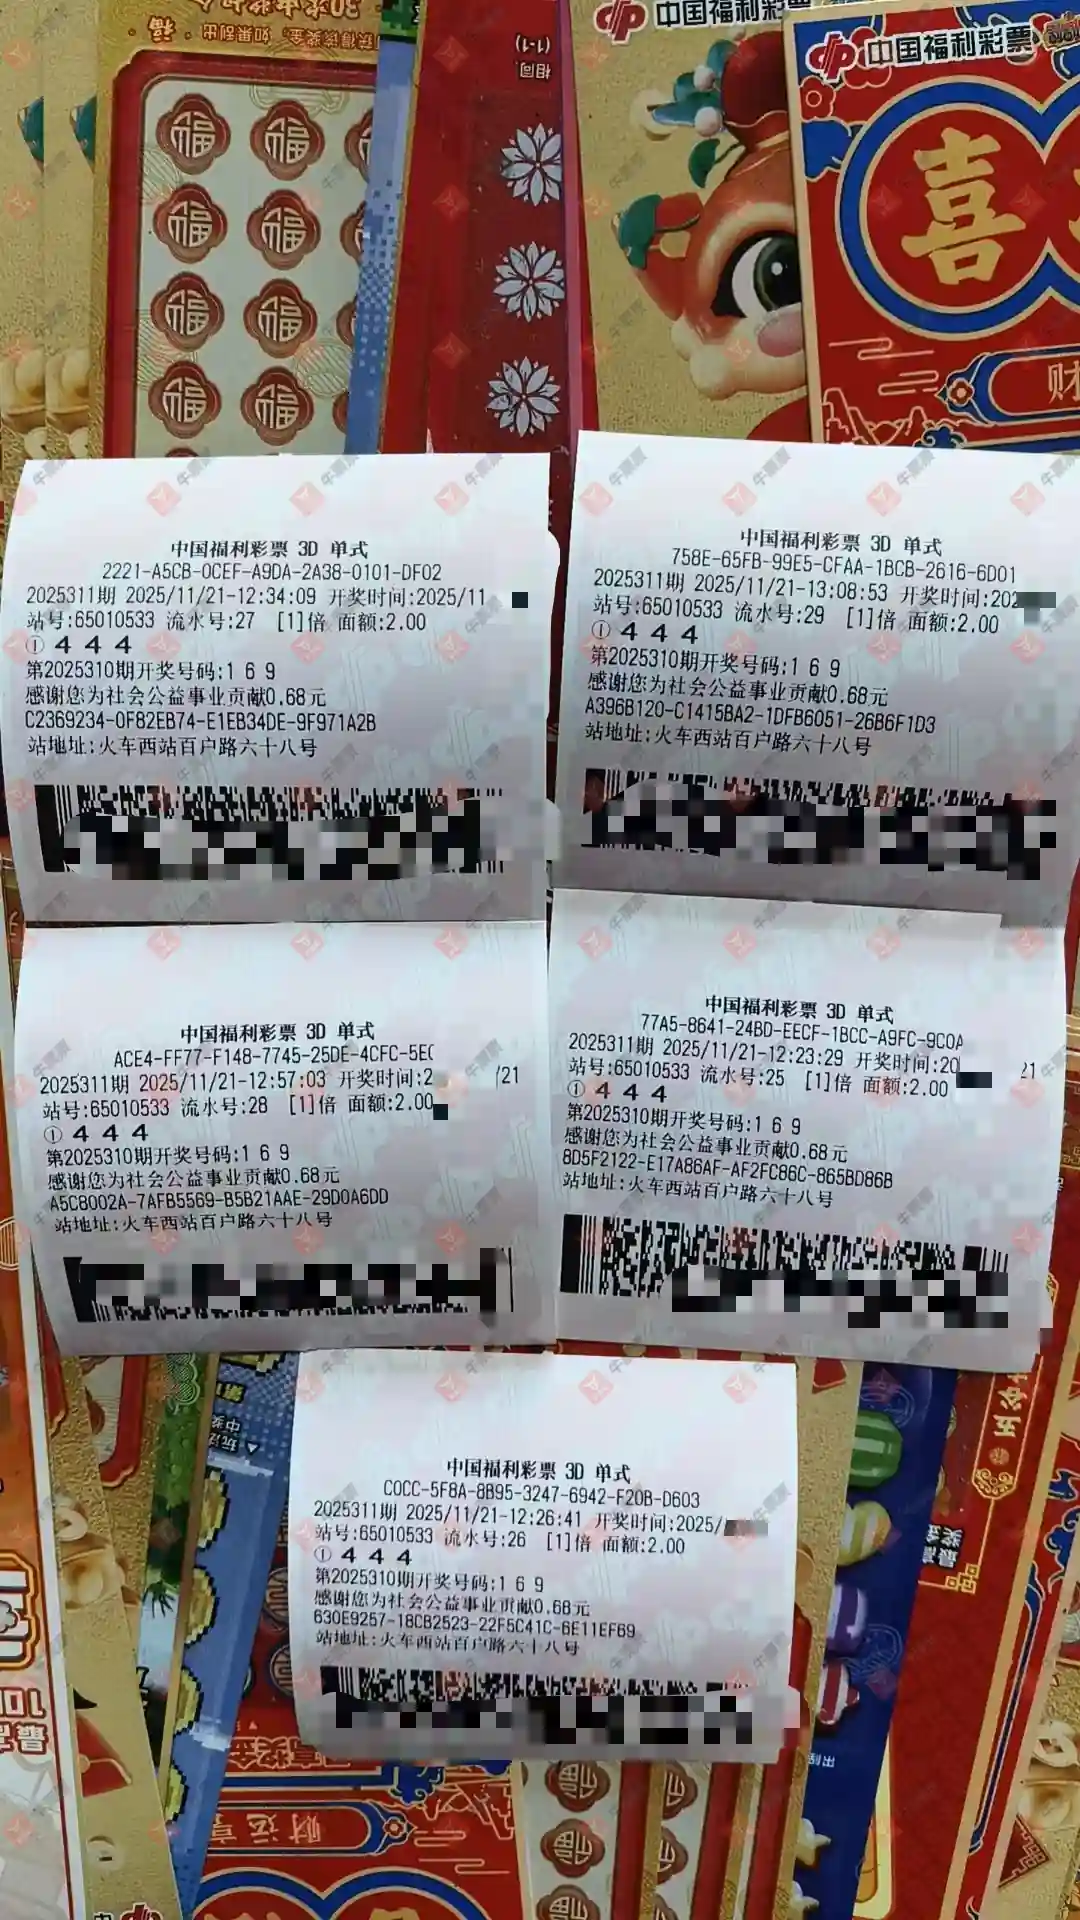 中国福利彩票
中国福利彩票
相同。
(1-1)
喜
财
中国福利彩票 3D 单式
2221-A5CB-0CEF-A9DA-2A38-0101-DF02
2025311期 2025/11/21-12:34:09 开奖时间:2025/11
站号:65010533 流水号:27 [1]倍 面额:2.00
① 4 4 4
第2025310期开奖号码:1 6 9
感谢您为社会公益事业贡献0.68元
C2369234-0F82EB74-E1EB34DE-9F971A2B
站地址:火车西站百户路六十八号
中国福利彩票 3D 单式
758E-65FB-99E5-CFAA-1BCB-2616-6D01
2025311期 2025/11/21-13:08:53 开奖时间:202
站号:65010533 流水号:29 [1]倍 面额:2.00
① 4 4 4
第2025310期开奖号码:1 6 9
感谢您为社会公益事业贡献0.68元
A396B120-C1415BA2-1DFB6051-26B6F1D3
站地址:火车西站百户路六十八号
中国福利彩票 3D 单式
ACE4-FF77-F148-7745-25DE-4CFC-5E
2025311期 2025/11/21-12:57:03 开奖时间:2 /21
站号:65010533 流水号:28 [1]倍 面额:2.00
① 4 4 4
第2025310期开奖号码:1 6 9
感谢您为社会公益事业贡献0.68元
A5C8002A-7AFB5569-B5B21AAE-29D0A6DD
站地址:火车西站百户路六十八号
中国福利彩票 3D 单式
77A5-8641-24BD-EECF-1BCC-A9FC-9C0A
2025311期 2025/11/21-12:23:29 开奖时间:20 21
站号:65010533 流水号:25 [1]倍 面额:2.00
① 4 4 4
第2025310期开奖号码:1 6 9
感谢您为社会公益事业贡献0.68元
8D5F2122-E17A86AF-AF2FC86C-865BD86B
站地址:火车西站百户路六十八号
中国福利彩票 3D 单式
C0CC-5F8A-8B95-3247-6942-F20B-D603
2025311期 2025/11/21-12:26:41 开奖时间:2025/
站号:65010533 流水号:26 [1]倍 面额:2.00
① 4 4 4
第2025310期开奖号码:1 6 9
感谢您为社会公益事业贡献0.68元
630E9257-18CB2523-22F5C41C-6E11EF69
站地址:火车西站百户路六十八号
财运享